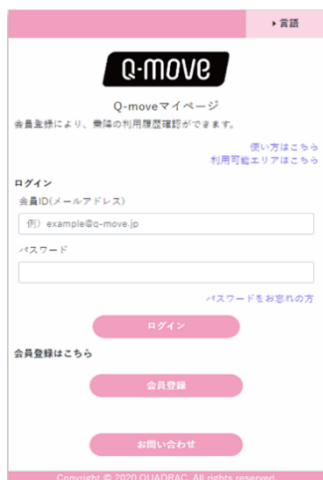 ▸言語
Q-move
Q-moveマイページ
会員登録により、乗降の利用履歴確認ができます。
使い方はこちら
利用可能エリアはこちら
ログイン
会員ID(メールアドレス)
例）example@q-move.jp
パスワード
パスワードをお忘れの方
ログイン
会員登録はこちら
会員登録
お問い合わせ
Copyright © 2020 QUADRAC. All rights reserved.